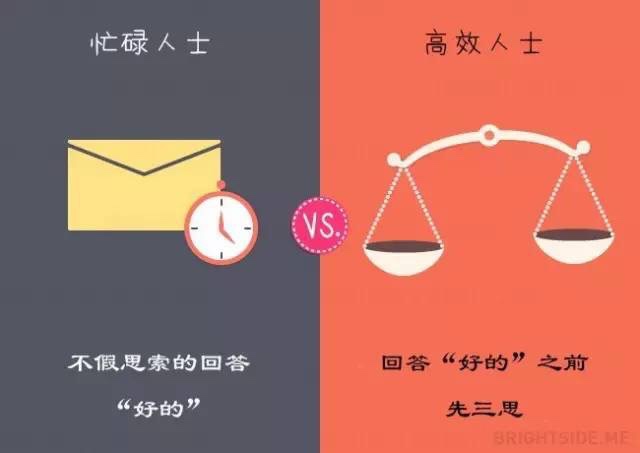 忙碌人士
高效人士
VS.
不假思索的回答
“好的”
回答“好的”之前
先三思
BRIGHTSIDE.ME